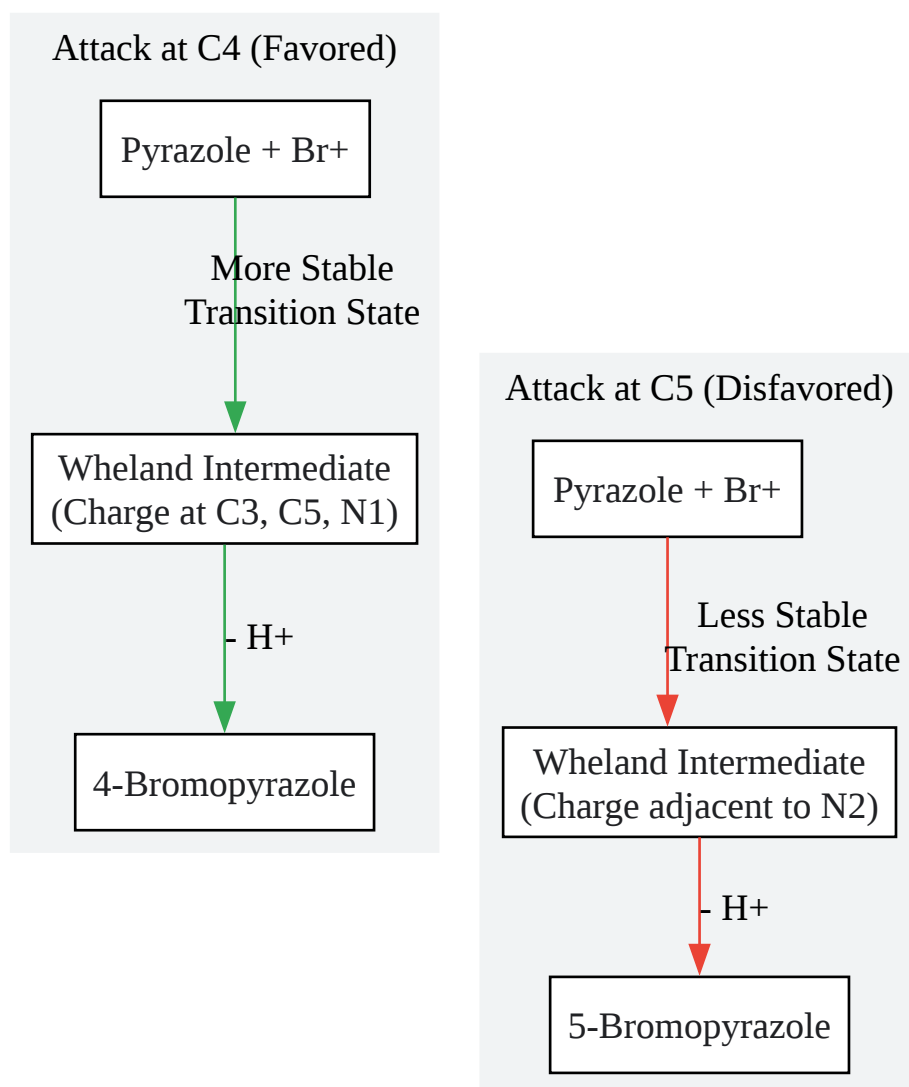 Attack at C4 (Favored)
Pyrazole + Br+
More Stable
Transition State
Wheland Intermediate
(Charge at C3, C5, N1)
- H+
4-Bromopyrazole
Attack at C5 (Disfavored)
Pyrazole + Br+
Less Stable
Transition State
Wheland Intermediate
(Charge adjacent to N2)
- H+
5-Bromopyrazole